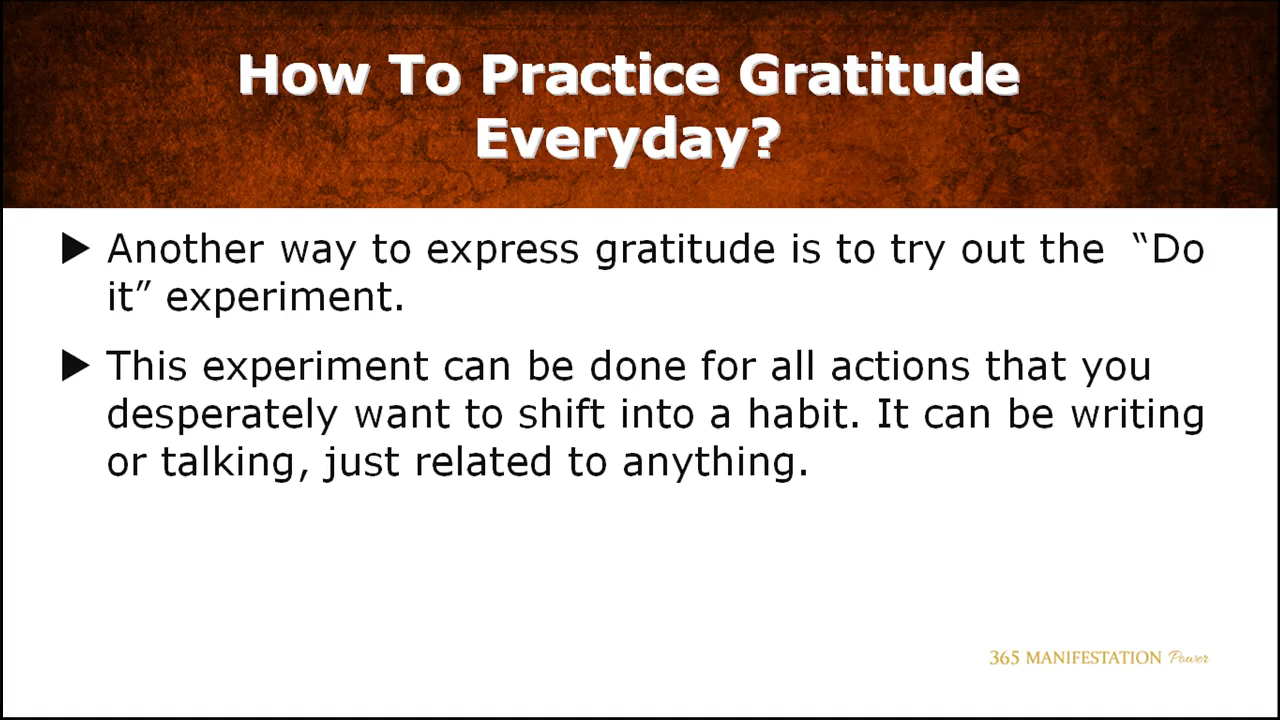 How To Practice Gratitude
Everyday?
▶ Another way to express gratitude is to try out the “Do
it” experiment.
▶ This experiment can be done for all actions that you
desperately want to shift into a habit. It can be writing
or talking, just related to anything.
365 MANIFESTATION Power